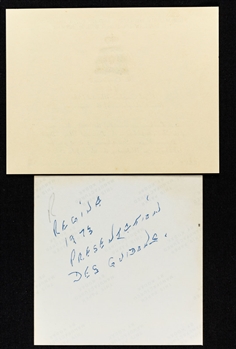 REGINA
1973
PRESENTATION
DES GUIDONS.